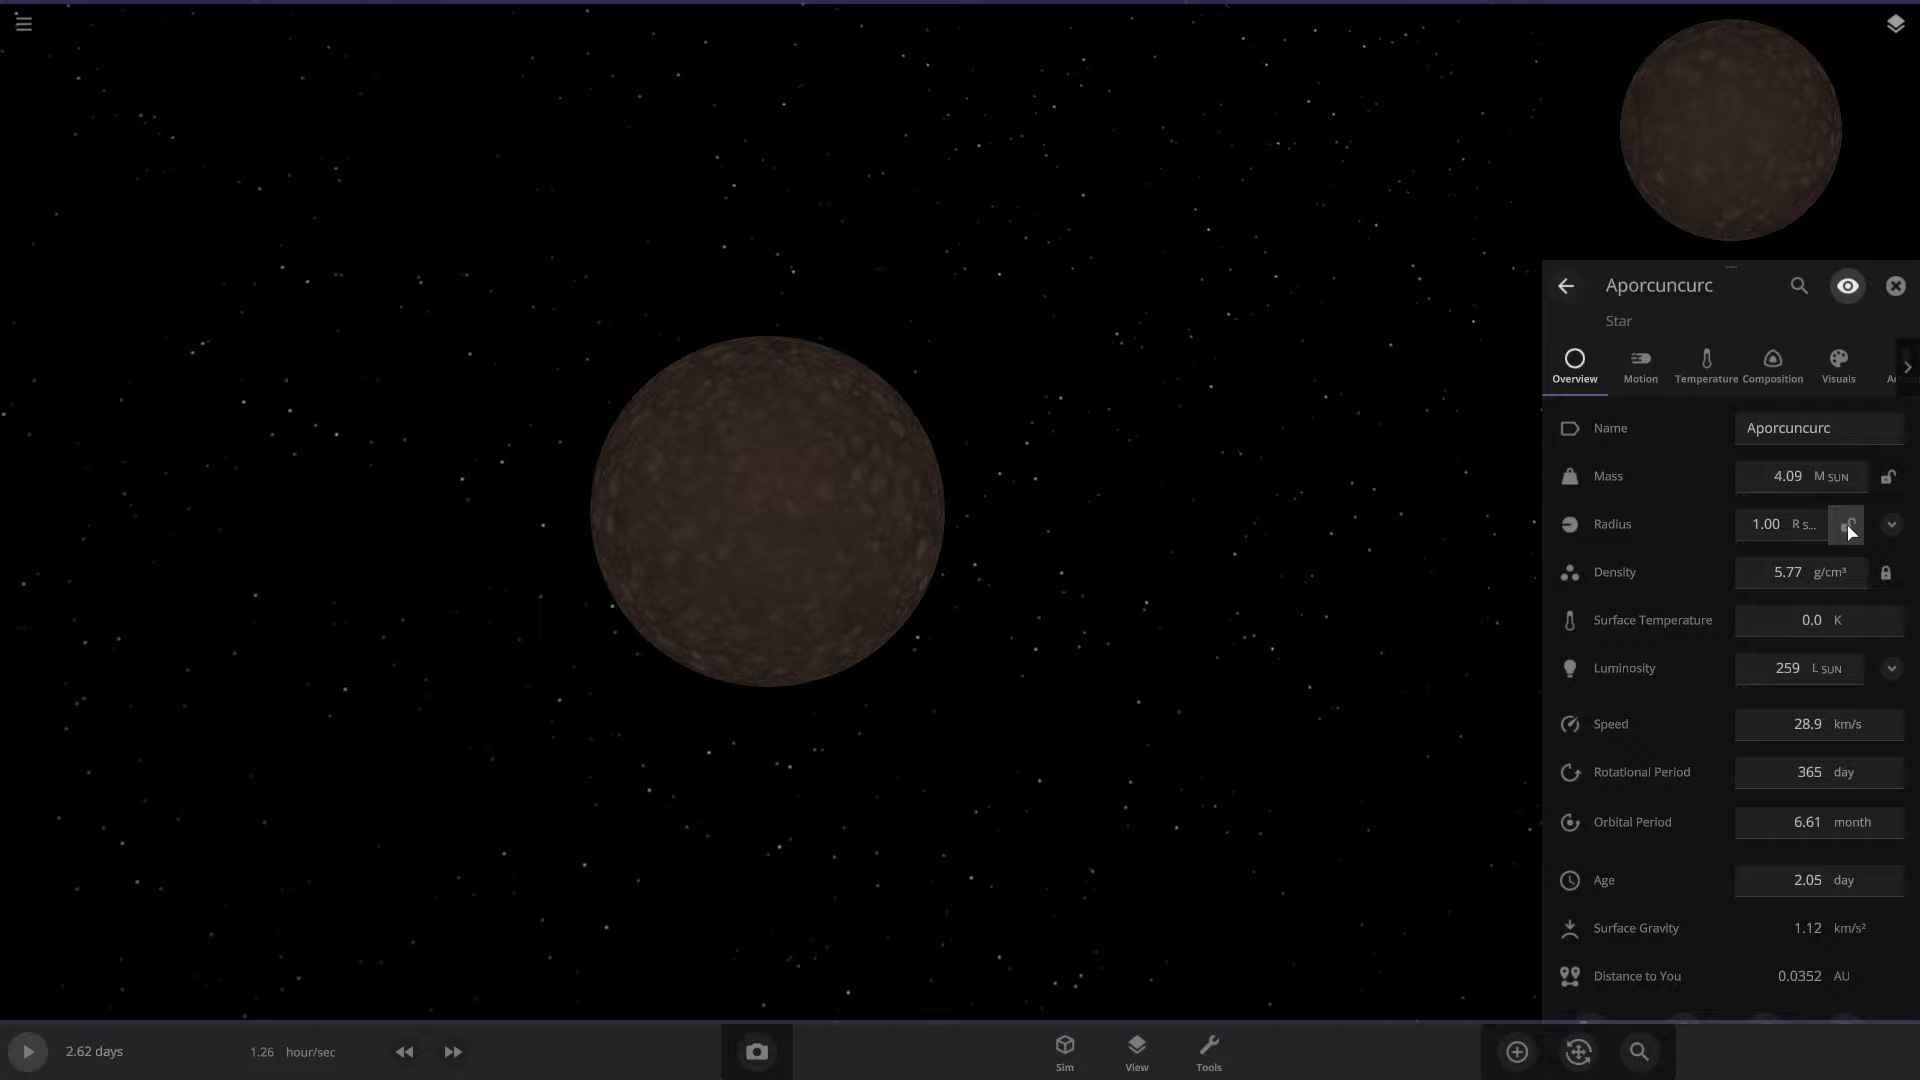 Aporcuncurc
Star
Overview Motion Temperature Composition Visuals
Name Aporcuncurc
Mass 4.09 M SUN
Radius 1.00 R S...
Density 5.77 g/cm³
Surface Temperature 0.0 K
Luminosity 259 L SUN
Speed 28.9 km/s
Rotational Period 365 day
Orbital Period 6.61 month
Age 2.05 day
Surface Gravity 1.12 km/s²
Distance to You 0.0352 AU
2.62 days 1.26 hour/sec Sim View Tools